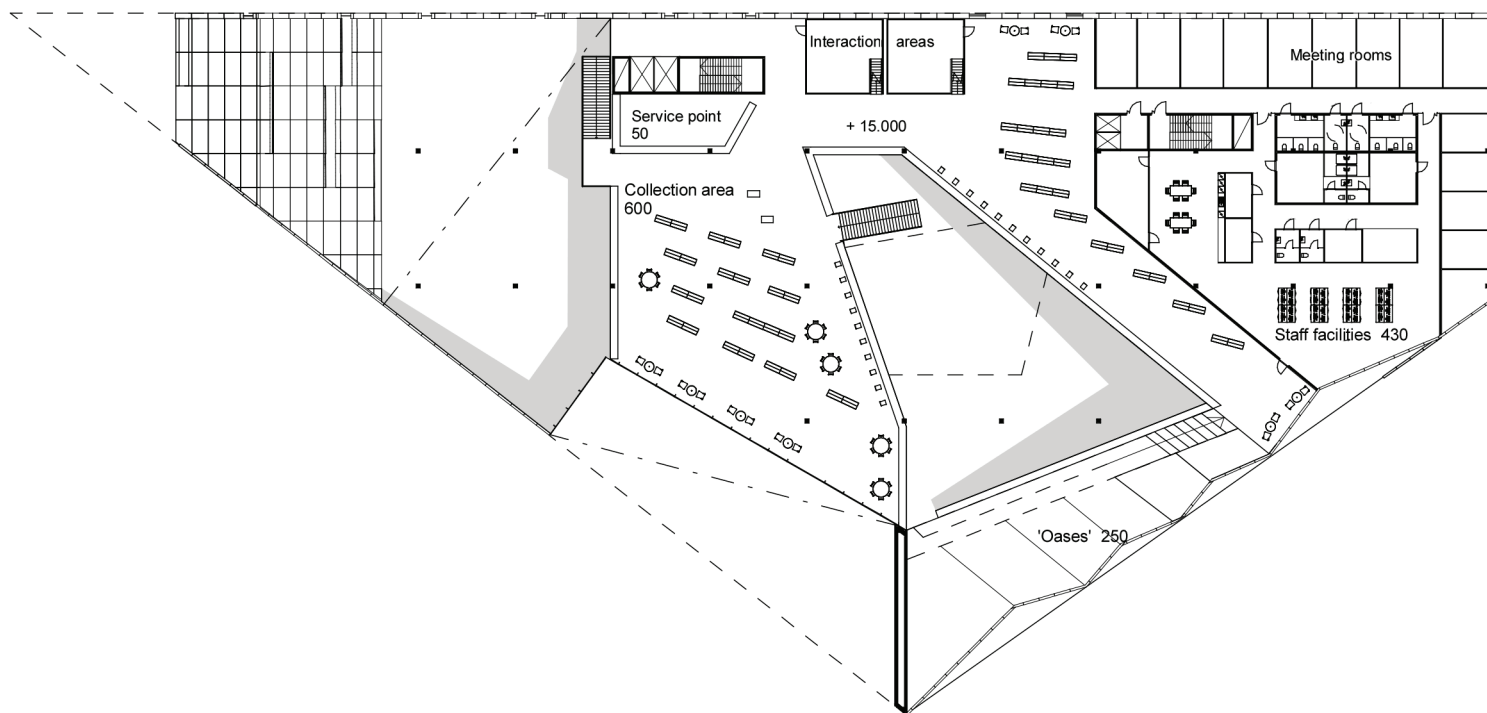 Interaction areas
Meeting rooms
Service point
50
+ 15.000
Collection area
600
Staff facilities 430
'Oases' 250